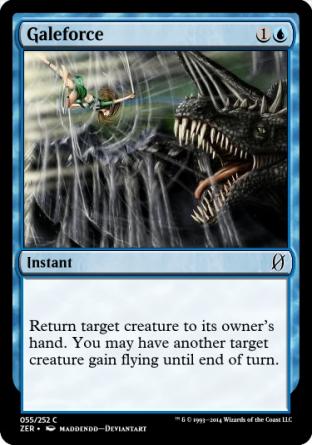 Galeforce 1
Instant
Return target creature to its owner's
hand. You may have another target
creature gain flying until end of turn.
055/252 C
ZER • MADDENDD—DEVIANTART
™ & © 1993–2014 Wizards of the Coast LLC